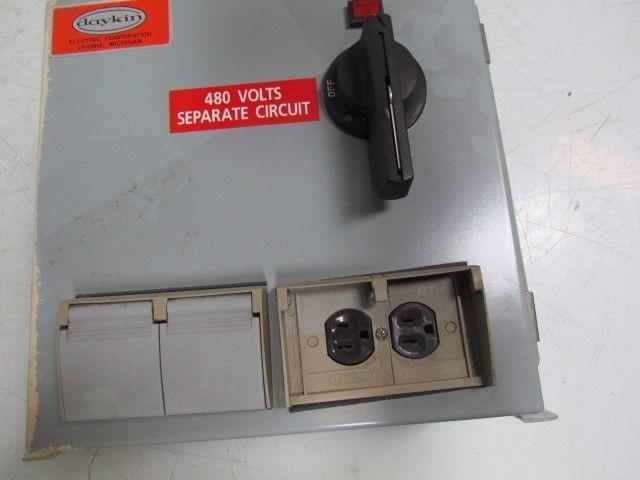 daykin
ELECTRIC CORPORATION
LIVONIA, MICHIGAN
480 VOLTS
SEPARATE CIRCUIT
OFF